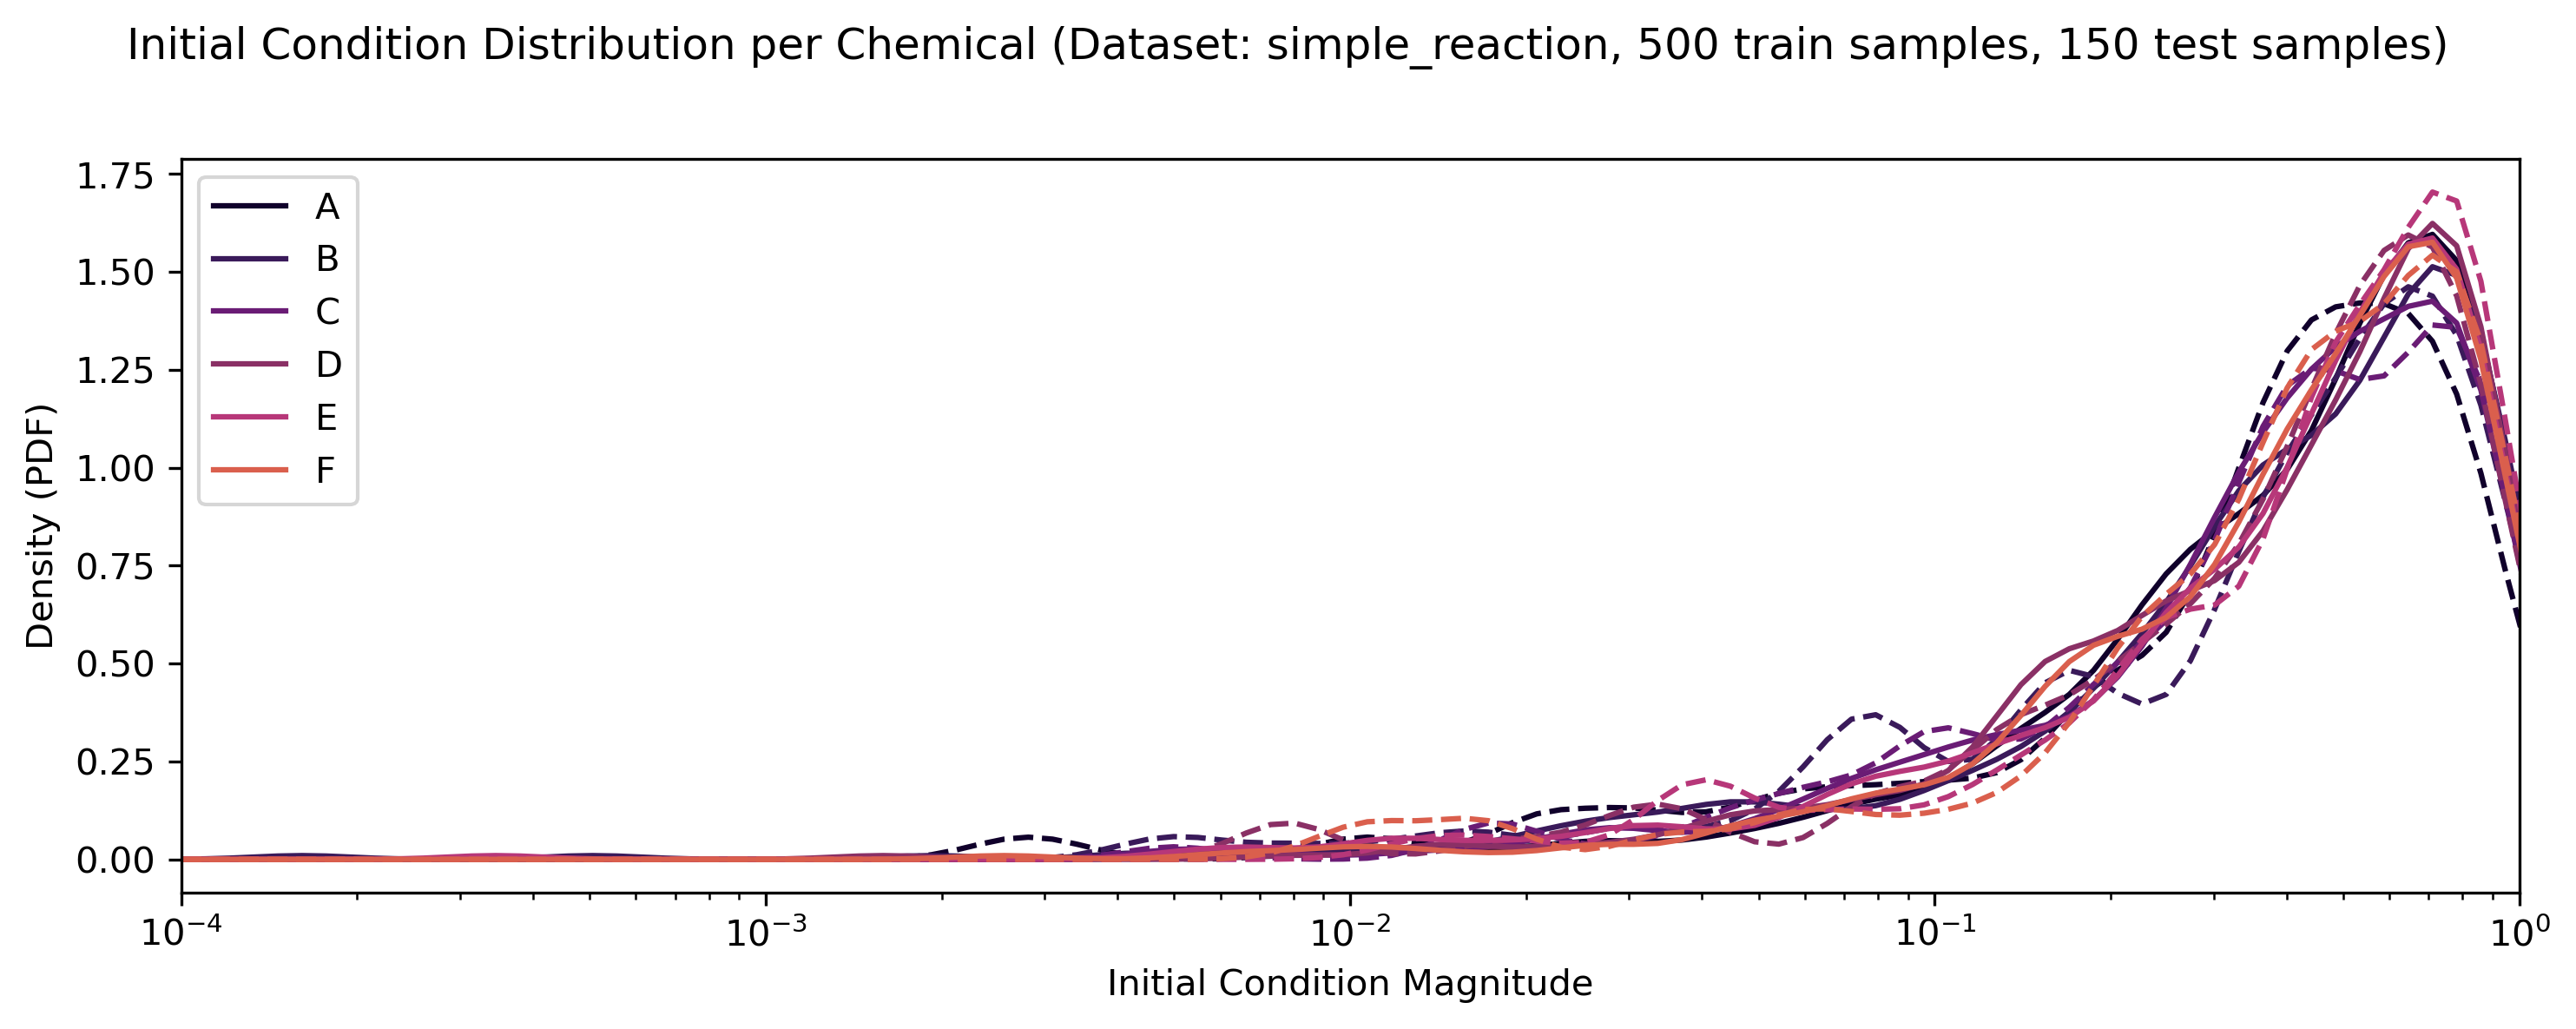 Initial Condition Distribution per Chemical (Dataset: simple_reaction, 500 train samples, 150 test samples)
1.75
1.50
1.25
1.00
0.75
0.50
0.25
0.00
Density (PDF)
A
B
C
D
E
F
10⁻⁴
10⁻³
10⁻²
10⁻¹
10⁰
Initial Condition Magnitude